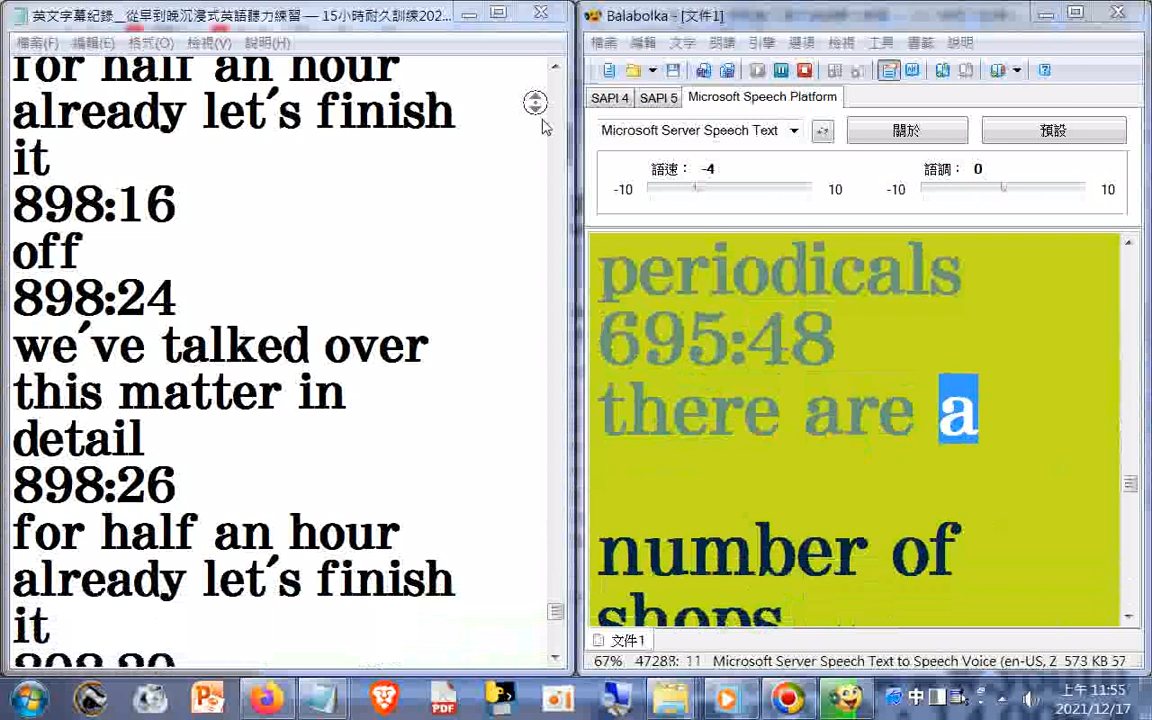 英文字幕紀錄__從早到晚沉浸式英語聽力練習 — 15小時耐久訓練202...
檔案(F) 編輯(E) 格式(O) 檢視(V) 說明(H)
for half an hour
already let´s finish
it
898:16
off
898:24
we´ve talked over
this matter in
detail
898:26
for half an hour
already let´s finish
it
Balabolka - [文件1]
檔案 編輯 文字 朗讀 引擎 選項 檢視 工具 書籤 說明
SAPI 4 SAPI 5 Microsoft Speech Platform
Microsoft Server Speech Text 關於 預設
語速： -4 語調： 0
-10 10 -10 10
periodicals
695:48
there are a
number of
shops
文件1
67% 47288: 11 Microsoft Server Speech Text to Speech Voice (en-US, 2 573 KB 57
PDF
中
上午 11:55
2021/12/17